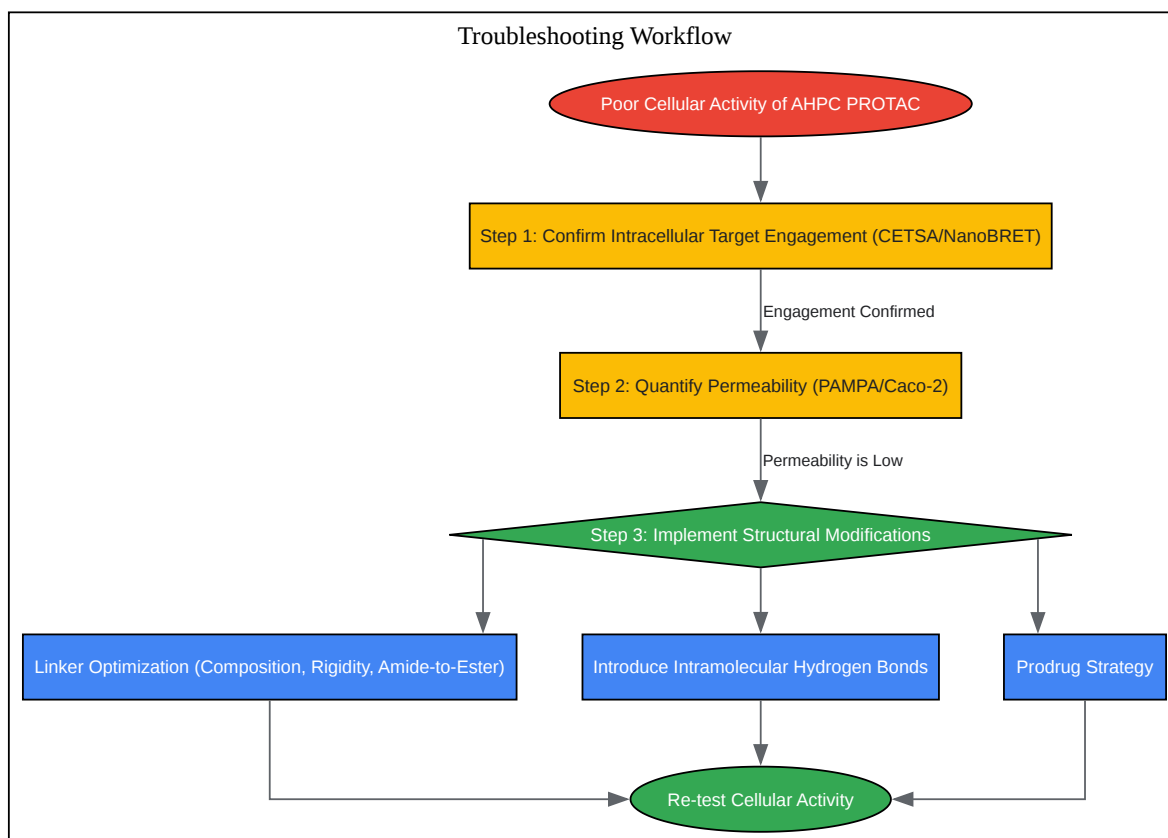 Troubleshooting Workflow
Poor Cellular Activity of AHPC PROTAC
Step 1: Confirm Intracellular Target Engagement (CETSA/NanoBRET)
Engagement Confirmed
Step 2: Quantify Permeability (PAMPA/Caco-2)
Permeability is Low
Step 3: Implement Structural Modifications
Linker Optimization (Composition, Rigidity, Amide-to-Ester)
Introduce Intramolecular Hydrogen Bonds
Prodrug Strategy
Re-test Cellular Activity